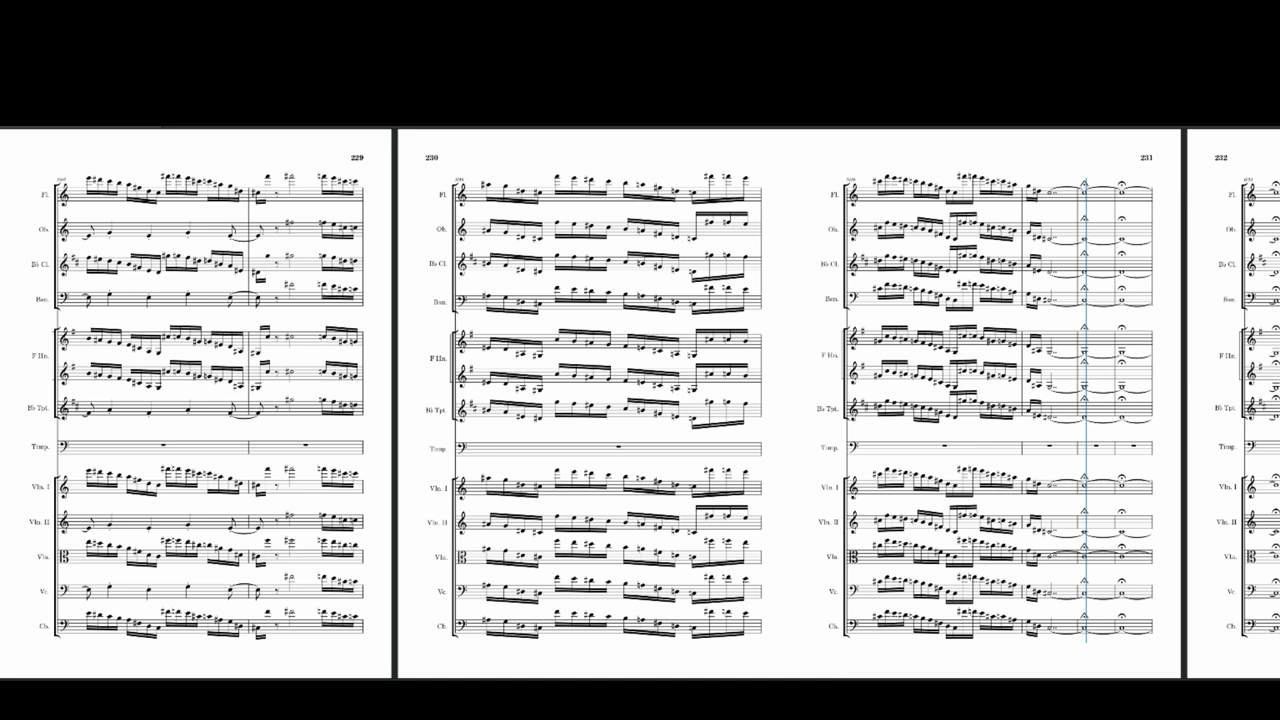 229
Fl.
Ob.
B♭ Cl.
Bsn.
F Hn.
B♭ Tpt.
Timp.
Vln. I
Vln. II
Vla.
Vc.
Cb.
230
Fl.
Ob.
B♭ Cl.
Bsn.
F Hn.
B♭ Tpt.
Timp.
Vln. I
Vln. II
Vla.
Vc.
Cb.
231
Fl.
Ob.
B♭ Cl.
Bsn.
F Hn.
B♭ Tpt.
Timp.
Vln. I
Vln. II
Vla.
Vc.
Cb.
232
Fl.
Ob.
B♭ Cl.
Bsn.
F Hn.
B♭ Tpt.
Timp.
Vln. I
Vln. II
Vla.
Vc.
Cb.